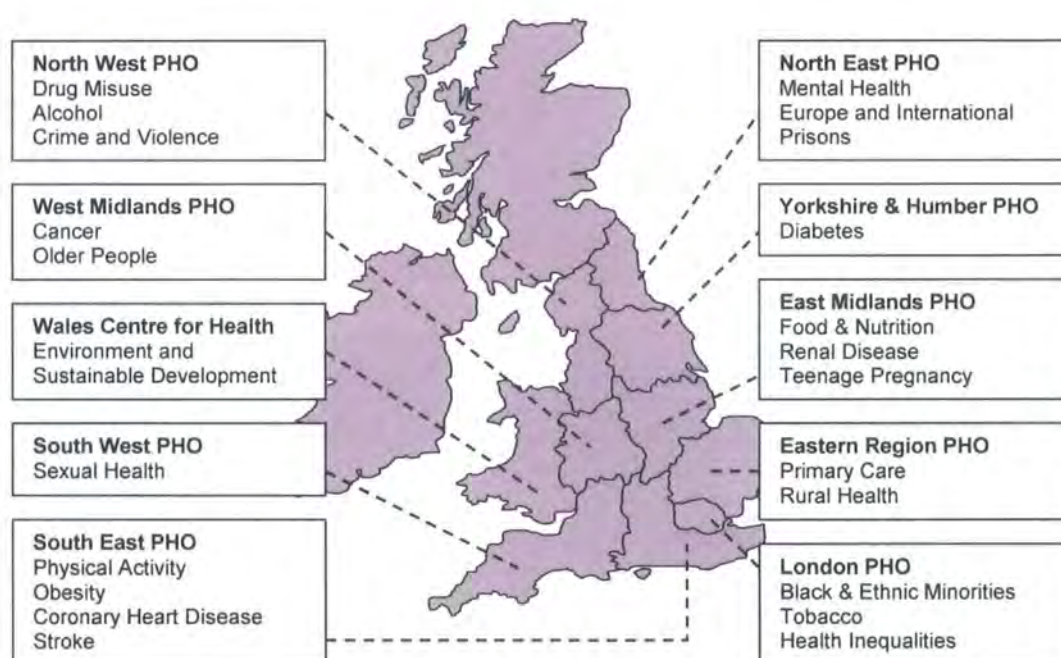 North West PHO
Drug Misuse
Alcohol
Crime and Violence
West Midlands PHO
Cancer
Older People
Wales Centre for Health
Environment and
Sustainable Development
South West PHO
Sexual Health
South East PHO
Physical Activity
Obesity
Coronary Heart Disease
Stroke
North East PHO
Mental Health
Europe and International
Prisons
Yorkshire & Humber PHO
Diabetes
East Midlands PHO
Food & Nutrition
Renal Disease
Teenage Pregnancy
Eastern Region PHO
Primary Care
Rural Health
London PHO
Black & Ethnic Minorities
Tobacco
Health Inequalities